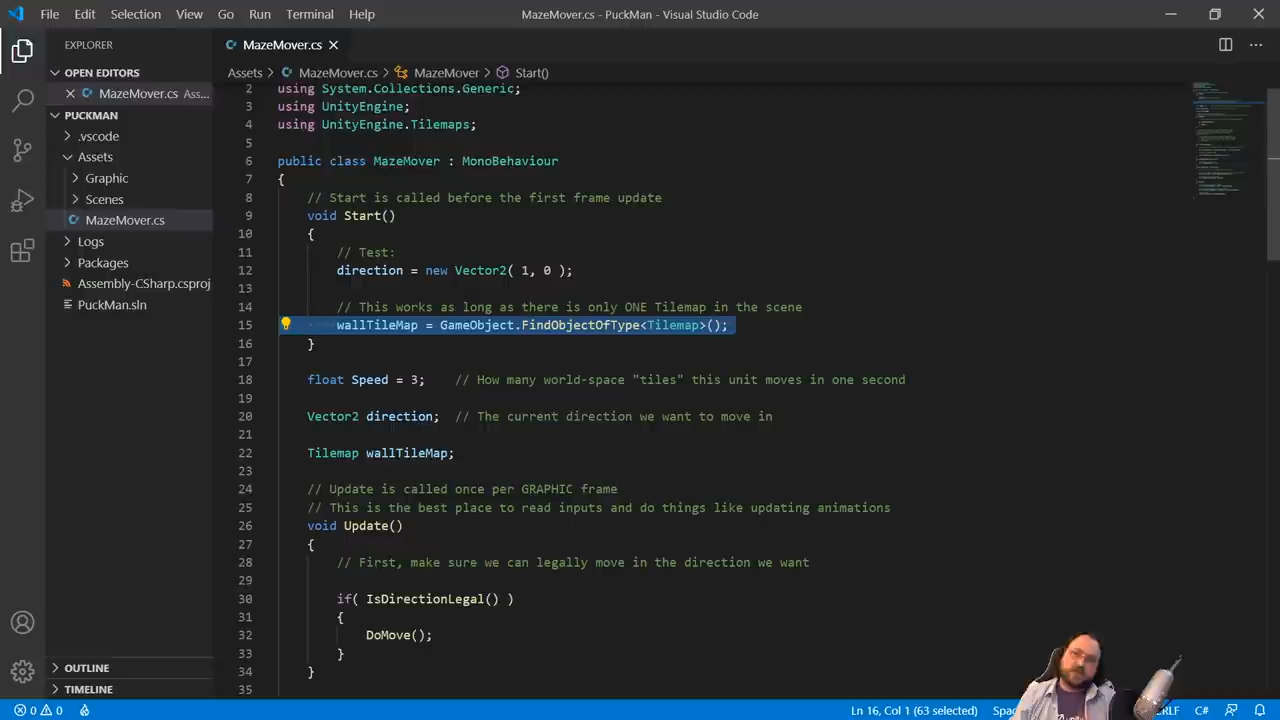 File Edit Selection View Go Run Terminal Help
MazeMover.cs - PuckMan - Visual Studio Code
EXPLORER
OPEN EDITORS
MazeMover.cs Ass...
PUCKMAN
.vscode
Assets
Graphic
Scenes
MazeMover.cs
Logs
Packages
Assembly-CSharp.csproj
PuckMan.sln
OUTLINE
TIMELINE
MazeMover.cs
Assets > MazeMover.cs > MazeMover > Start()
2 using System.Collections.Generic;
3 using UnityEngine;
4 using UnityEngine.Tilemaps;
5
6 public class MazeMover : MonoBehaviour
7 {
8 // Start is called before the first frame update
9 void Start()
10 {
11 // Test:
12 direction = new Vector2( 1, 0 );
13
14 // This works as long as there is only ONE Tilemap in the scene
15 wallTileMap = GameObject.FindObjectOfType<Tilemap>();
16 }
17
18 float Speed = 3; // How many world-space "tiles" this unit moves in one second
19
20 Vector2 direction; // The current direction we want to move in
21
22 Tilemap wallTileMap;
23
24 // Update is called once per GRAPHIC frame
25 // This is the best place to read inputs and do things like updating animations
26 void Update()
27 {
28 // First, make sure we can legally move in the direction we want
29
30 if( IsDirectionLegal() )
31 {
32 DoMove();
33 }
34 }
35
0 0 Ln 16, Col 1 (63 selected) C#